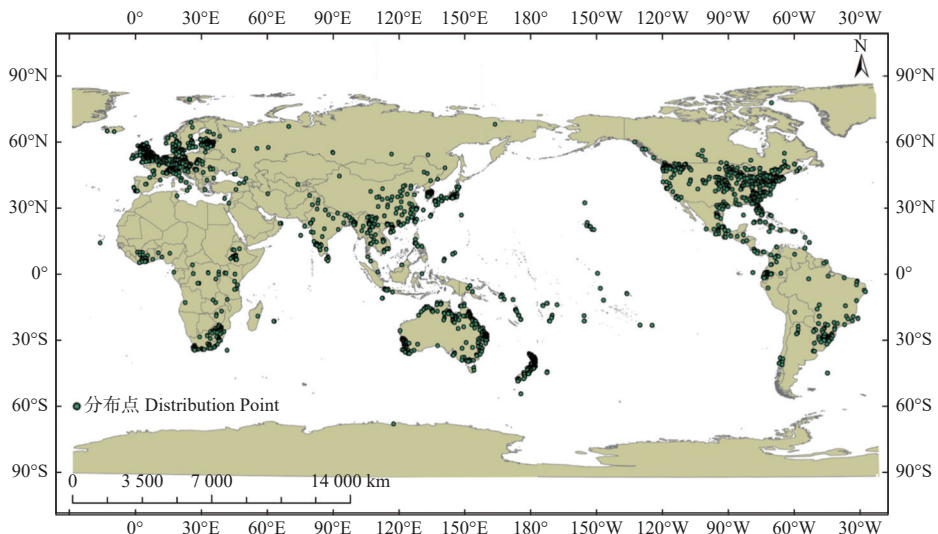 0° 30°E 60°E 90°E 120°E 150°E 180° 150°W 120°W 90°W 60°W 30°W
N
90°N 90°N
60°N 60°N
30°N 30°N
0° 0°
30°S 30°S
60°S 60°S
分布点 Distribution Point
90°S 90°S
0 3 500 7 000 14 000 km
0° 30°E 60°E 90°E 120°E 150°E 180° 150°W 120°W 90°W 60°W 30°W